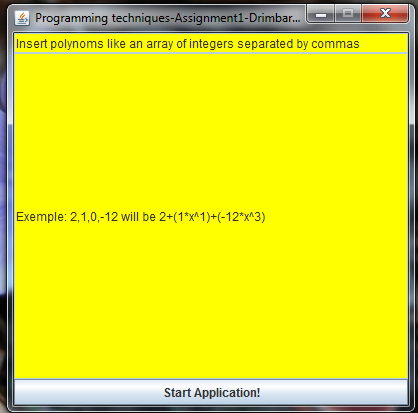 Programming techniques-Assignment1-Drimbar...
Insert polynoms like an array of integers separated by commas
Exemple: 2,1,0,-12 will be 2+(1*x^1)+(-12*x^3)
Start Application!